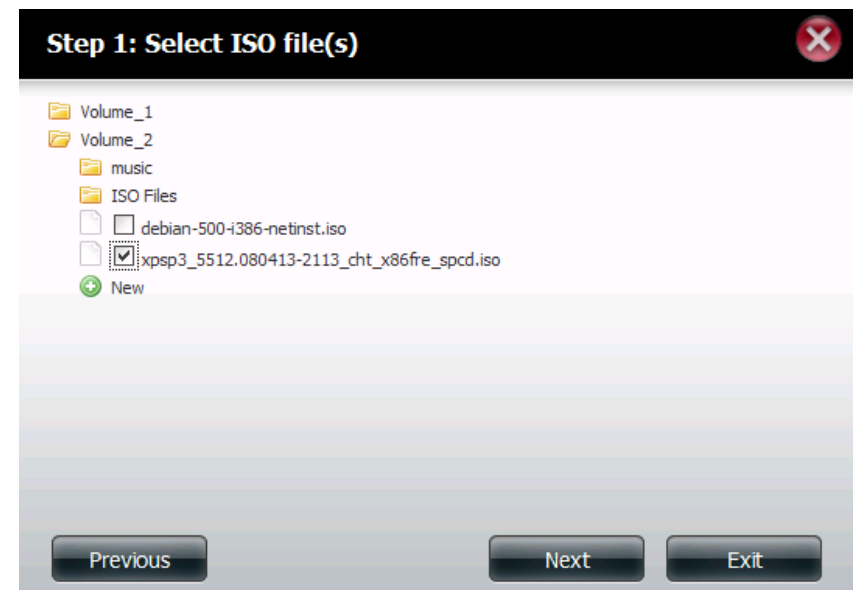 Step 1: Select ISO file(s)
Volume_1
Volume_2
music
ISO Files
debian-500-i386-netinst.iso
xpsp3_5512.080413-2113_cht_x86fre_spcd.iso
New
Previous Next Exit